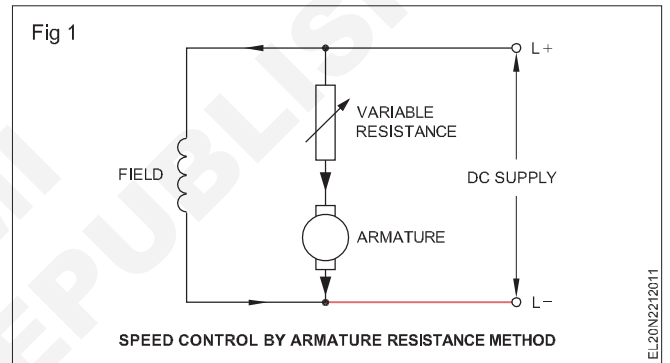 Fig 1
L+
VARIABLE
RESISTANCE
FIELD
DC SUPPLY
ARMATURE
L−
SPEED CONTROL BY ARMATURE RESISTANCE METHOD
EL20N2212011